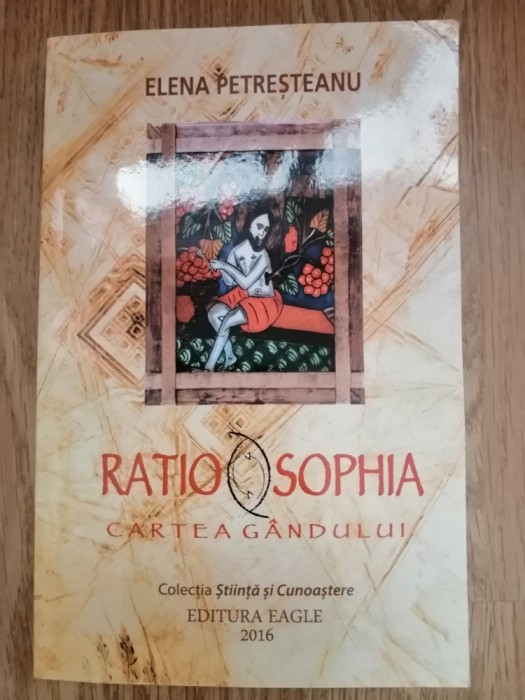 ELENA PETREȘTEANU
RATIO SOPHIA
CARTEA GÂNDULUI
Colecția Știință și Cunoaștere
EDITURA EAGLE
2016